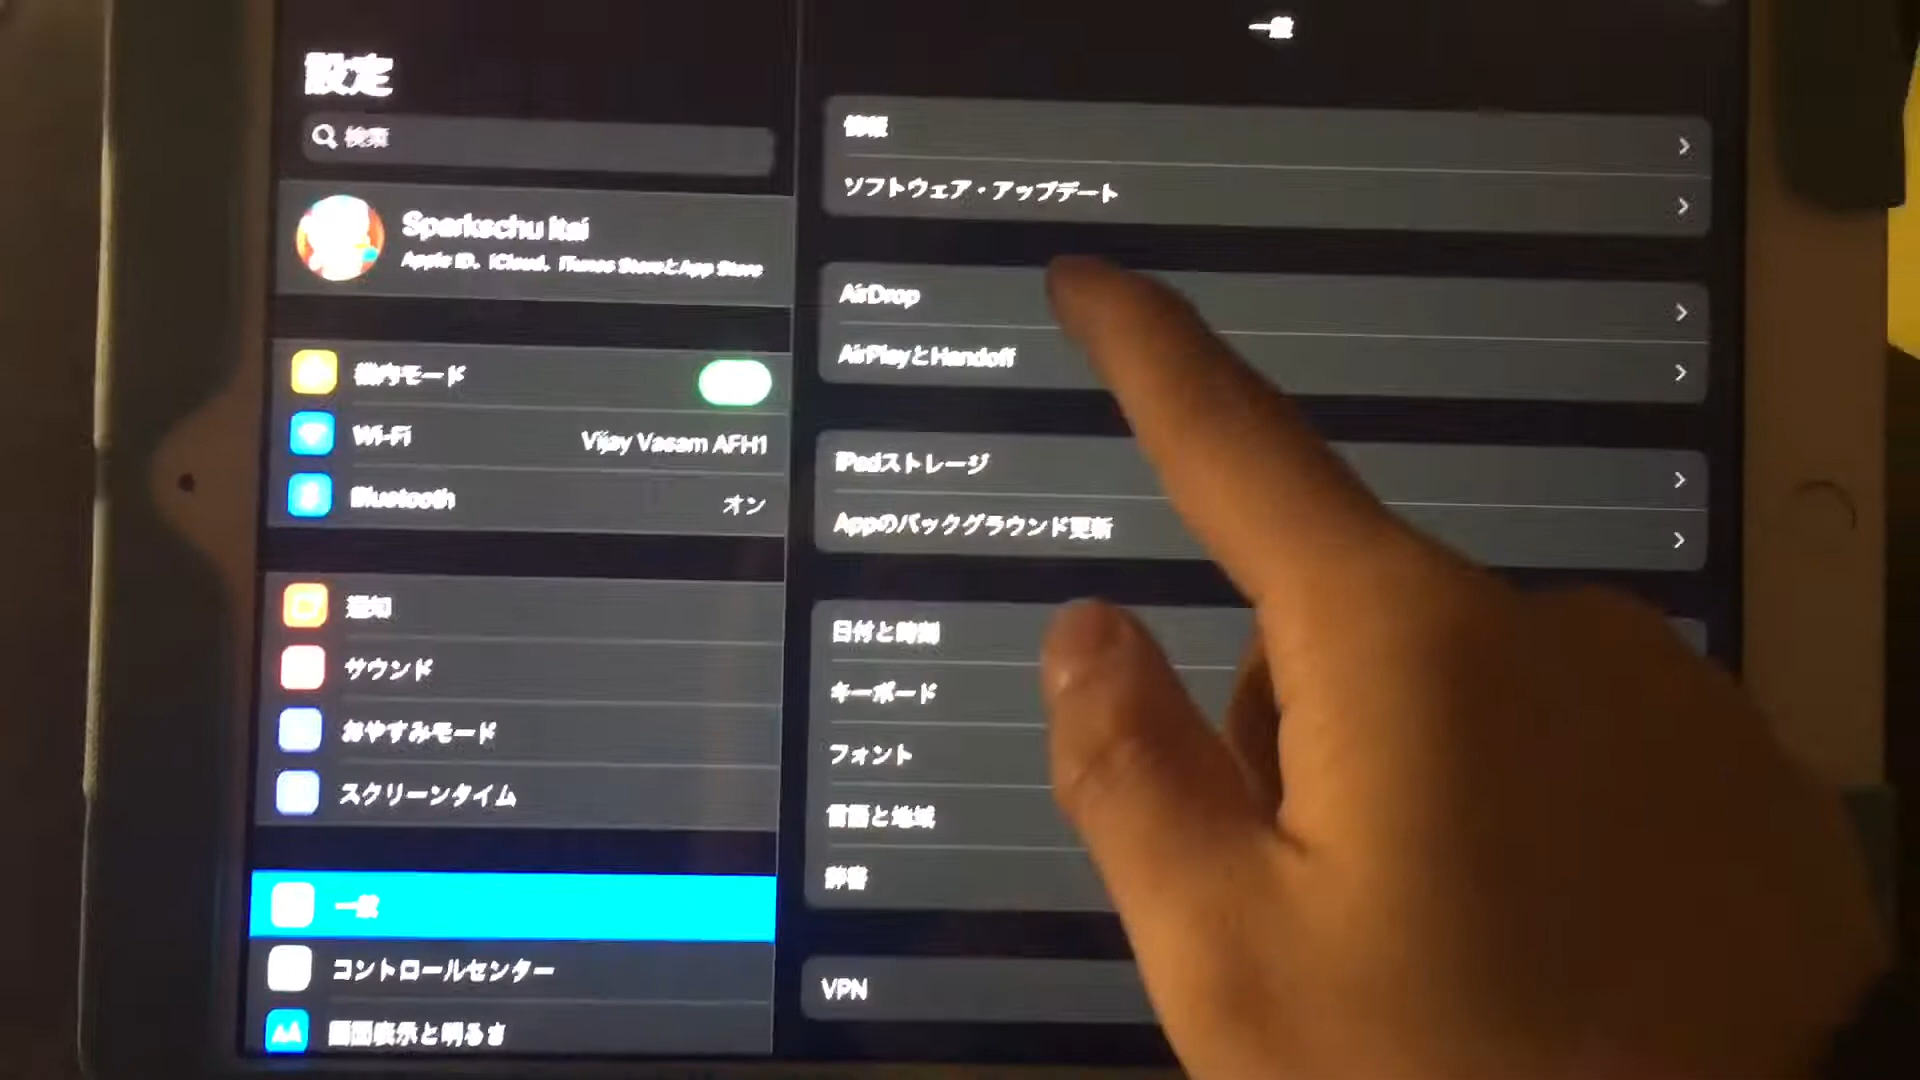 設定
検索
Sparkschu Itai
Apple ID、iCloud、iTunes StoreとApp Store
機内モード
Wi-Fi
Vijay Vasam AFH1
Bluetooth
オン
通知
サウンド
おやすみモード
スクリーンタイム
一般
コントロールセンター
AA
画面表示と明るさ
一般
情報
ソフトウェア・アップデート
AirDrop
AirPlayとHandoff
iPadストレージ
Appのバックグラウンド更新
日付と時刻
キーボード
フォント
言語と地域
辞書
VPN